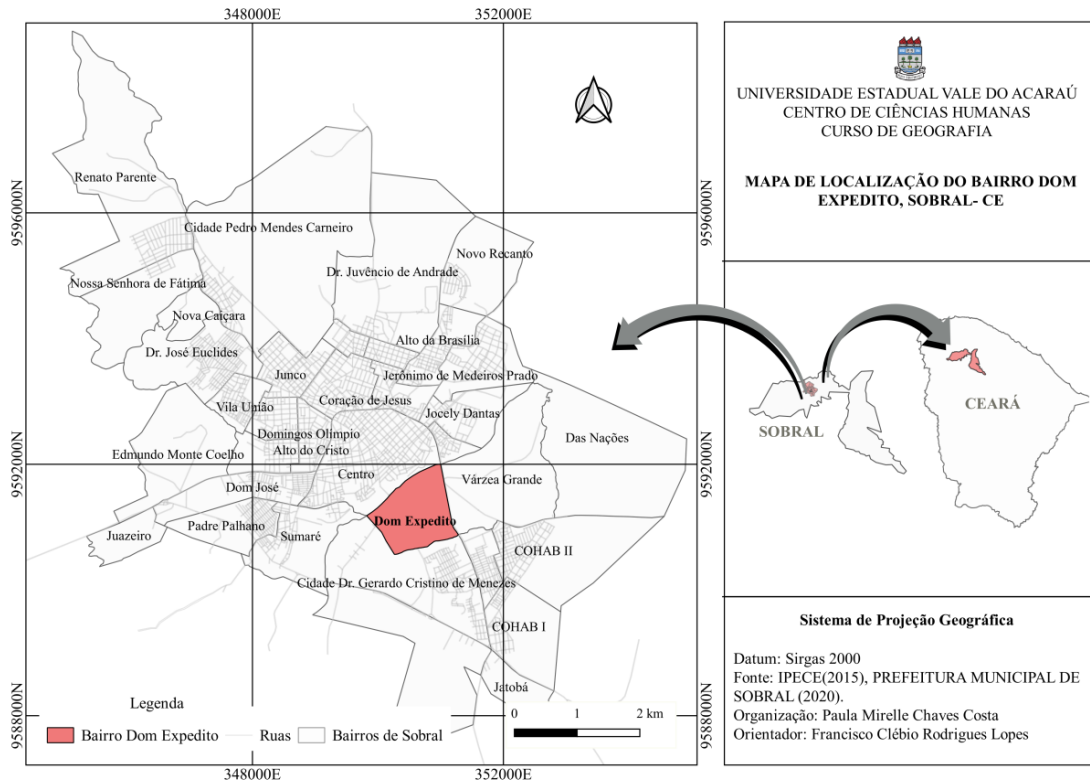 348000E
352000E
9596000N
9596000N
9592000N
9592000N
9588000N
9588000N
348000E
352000E
Renato Parente
Cidade Pedro Mendes Carneiro
Novo Recanto
Dr. Juvêncio de Andrade
Nossa Senhora de Fátima
Nova Caiçara
Alto da Brasília
Dr. José Euclides
Junco
Jerônimo de Medeiros Prado
Coração de Jesus
Vila União
Jocely Dantas
Domingos Olímpio
Das Nações
Alto do Cristo
Edmundo Monte Coelho
Centro
Várzea Grande
Dom José
Dom Expedito
Padre Palhano
Juazeiro
Sumaré
COHAB II
Cidade Dr. Gerardo Cristino de Menezes
COHAB I
Jatobá
Legenda
Bairro Dom Expedito
Ruas
Bairros de Sobral
0 1 2 km
UNIVERSIDADE ESTADUAL VALE DO ACARAÚ
CENTRO DE CIÊNCIAS HUMANAS
CURSO DE GEOGRAFIA
MAPA DE LOCALIZAÇÃO DO BAIRRO DOM
EXPEDITO, SOBRAL- CE
SOBRAL
CEARÁ
Sistema de Projeção Geográfica
Datum: Sirgas 2000
Fonte: IPECE(2015), PREFEITURA MUNICIPAL DE
SOBRAL (2020).
Organização: Paula Mirelle Chaves Costa
Orientador: Francisco Clébio Rodrigues Lopes